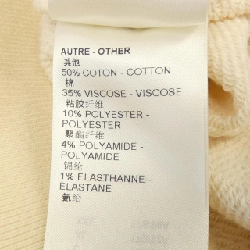 AUTRE - OTHER
其他
50% COTON - COTTON
棉
35% VISCOSE - VISCOSE
粘胶纤维
10% POLYESTER -
POLYESTER
聚酯纤维
4% POLYAMIDE -
POLYAMIDE
锦纶
1% ELASTHANNE -
ELASTANE
氨纶